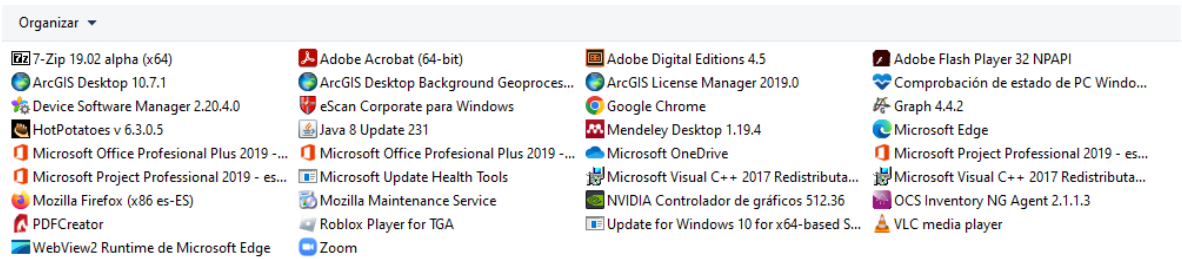 Organizar
7-Zip 19.02 alpha (x64) Adobe Acrobat (64-bit) Adobe Digital Editions 4.5 Adobe Flash Player 32 NPAPI
ArcGIS Desktop 10.7.1 ArcGIS Desktop Background Geoproces... ArcGIS License Manager 2019.0 Comprobación de estado de PC Windo...
Device Software Manager 2.20.4.0 eScan Corporate para Windows Google Chrome Graph 4.4.2
HotPotatoes v 6.3.0.5 Java 8 Update 231 Mendeley Desktop 1.19.4 Microsoft Edge
Microsoft Office Profesional Plus 2019 -... Microsoft Office Profesional Plus 2019 -... Microsoft OneDrive Microsoft Project Professional 2019 - es...
Microsoft Project Professional 2019 - es... Microsoft Update Health Tools Microsoft Visual C++ 2017 Redistributa... Microsoft Visual C++ 2017 Redistributa...
Mozilla Firefox (x86 es-ES) Mozilla Maintenance Service NVIDIA Controlador de gráficos 512.36 OCS Inventory NG Agent 2.1.1.3
PDFCreator Roblox Player for TGA Update for Windows 10 for x64-based S... VLC media player
WebView2 Runtime de Microsoft Edge Zoom